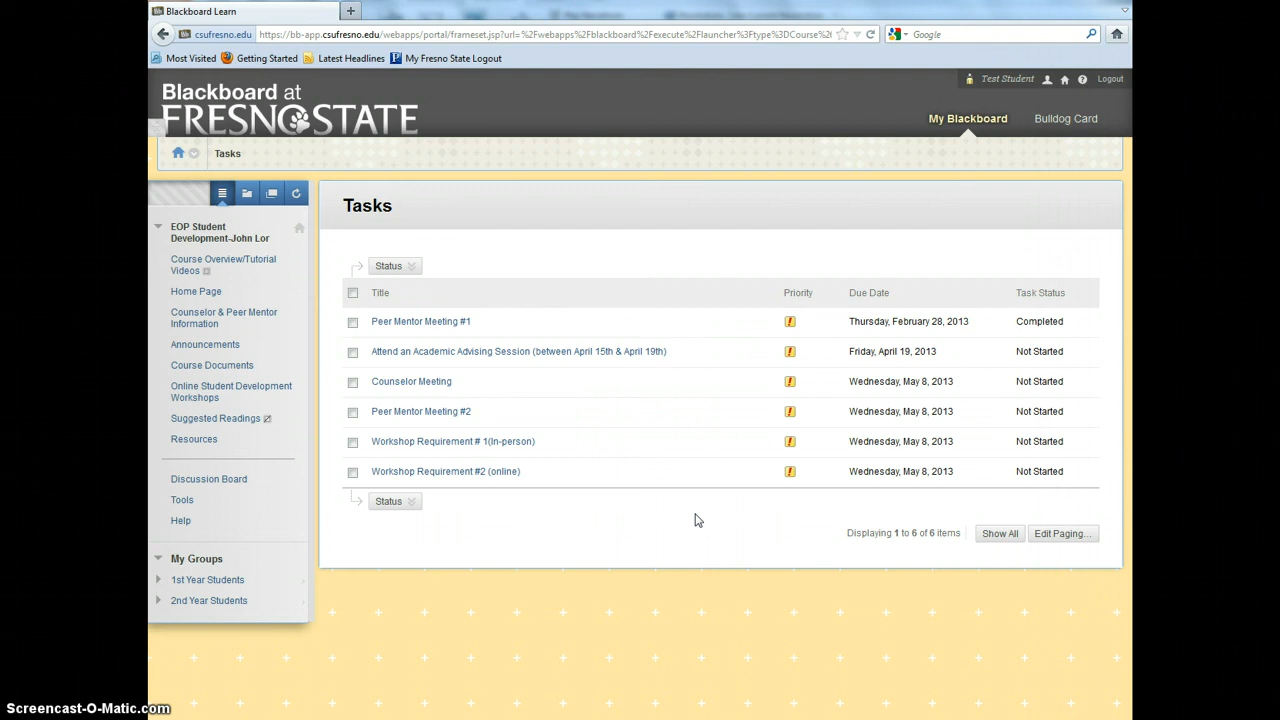 Blackboard Learn
+
csufresno.edu
https://bb-app.csufresno.edu/webapps/portal/frameset.jsp?url=%2Fwebapps%2Fblackboard%2Fexecute%2Flauncher%3Ftype%3DCourse%2
Google
Most Visited Getting Started Latest Headlines My Fresno State Logout
Test Student Logout
Blackboard at
FRESNO STATE
My Blackboard Bulldog Card
Tasks
Tasks
EOP Student
Development-John Lor
Course Overview/Tutorial
Videos
Home Page
Counselor & Peer Mentor
Information
Announcements
Course Documents
Online Student Development
Workshops
Suggested Readings
Resources
Discussion Board
Tools
Help
My Groups
1st Year Students
2nd Year Students
Status
Title Priority Due Date Task Status
Peer Mentor Meeting #1 Thursday, February 28, 2013 Completed
Attend an Academic Advising Session (between April 15th & April 19th) Friday, April 19, 2013 Not Started
Counselor Meeting Wednesday, May 8, 2013 Not Started
Peer Mentor Meeting #2 Wednesday, May 8, 2013 Not Started
Workshop Requirement # 1(In-person) Wednesday, May 8, 2013 Not Started
Workshop Requirement #2 (online) Wednesday, May 8, 2013 Not Started
Status
Displaying 1 to 6 of 6 items Show All Edit Paging...
Screencast-O-Matic.com